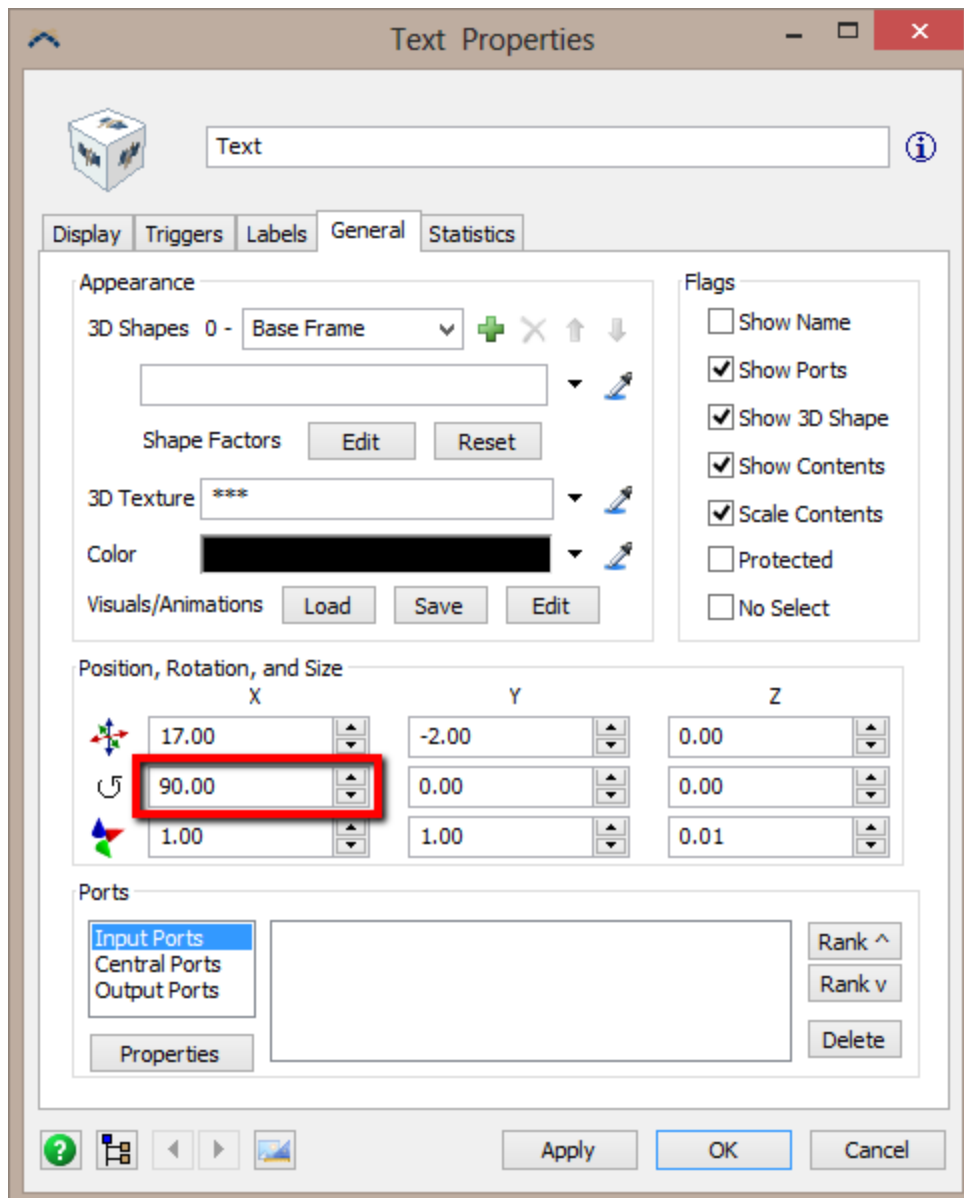 Text Properties
Text
Display Triggers Labels General Statistics
Appearance
3D Shapes 0 - Base Frame
Shape Factors Edit Reset
3D Texture ***
Color
Visuals/Animations Load Save Edit
Flags
Show Name
Show Ports
Show 3D Shape
Show Contents
Scale Contents
Protected
No Select
Position, Rotation, and Size
X Y Z
17.00 -2.00 0.00
90.00 0.00 0.00
1.00 1.00 0.01
Ports
Input Ports
Central Ports
Output Ports
Properties
Rank ^
Rank v
Delete
Apply OK Cancel